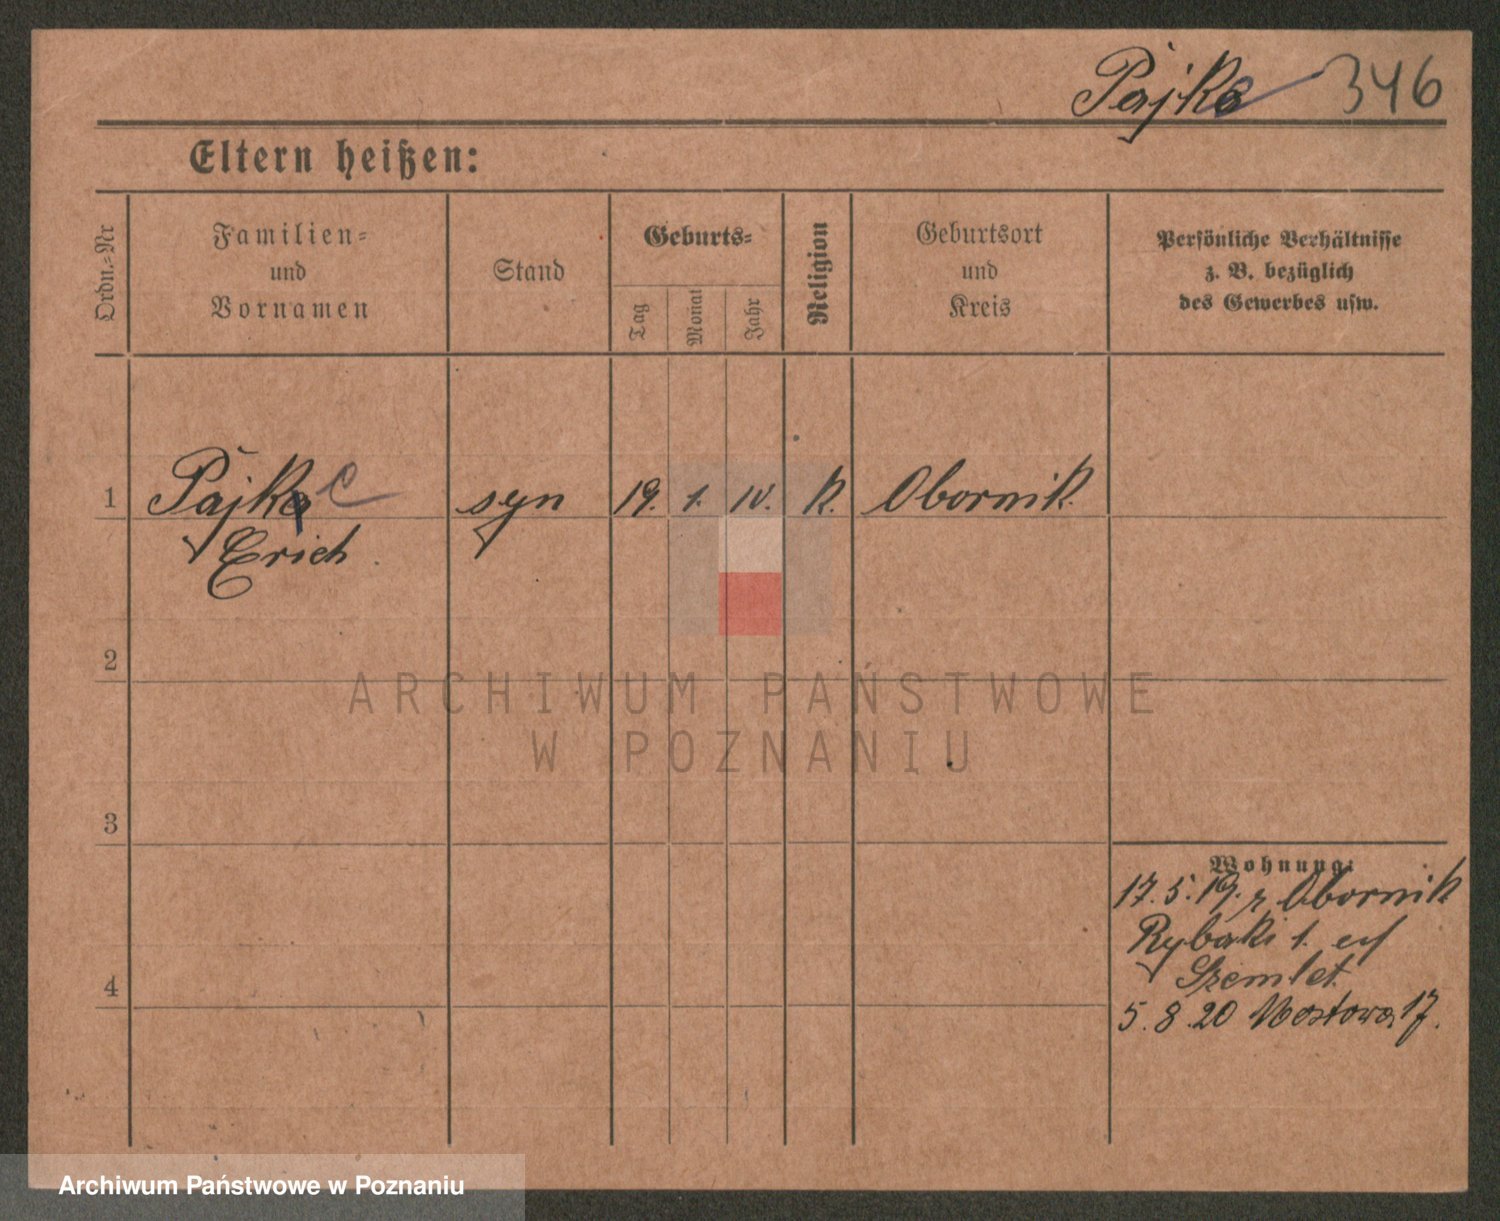 Pajke 346
Eltern heißen:
Ordn.-Nr
Familien-
und
Vornamen
Stand
Geburts-
Tag
Monat
Jahr
Religion
Geburtsort
und
Kreis
Persönliche Verhältnisse
z. B. bezüglich
des Gewerbes usw.
1 Pajke syn 19. 1. 10. k. Obornik
Erich
2
ARCHIWUM PAŃSTWOWE
W POZNANIU
3
Wohnung:
17. 5. 19. z Obornik
Rybaki 1.
4
5. 8. 20 Mostowa 17.
Archiwum Państwowe w Poznaniu